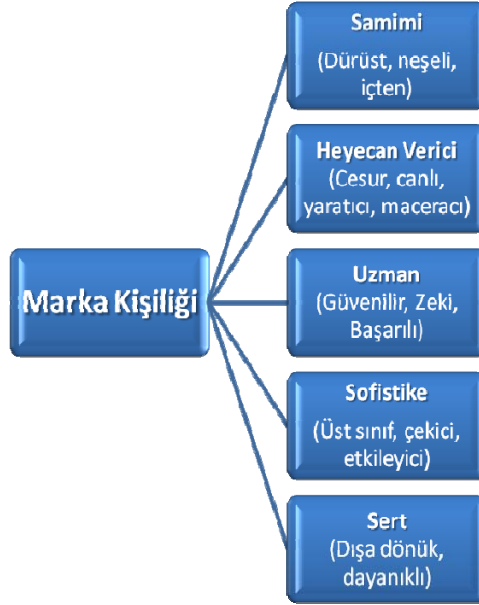 Samimi
(Dürüst, neşeli,
içten)
Heyecan Verici
(Cesur, canlı,
yaratıcı, maceracı)
Marka Kişiliği
Uzman
(Güvenilir, Zeki,
Başarılı)
Sofistike
(Üst sınıf, çekici,
etkileyici)
Sert
(Dışa dönük,
dayanıklı)